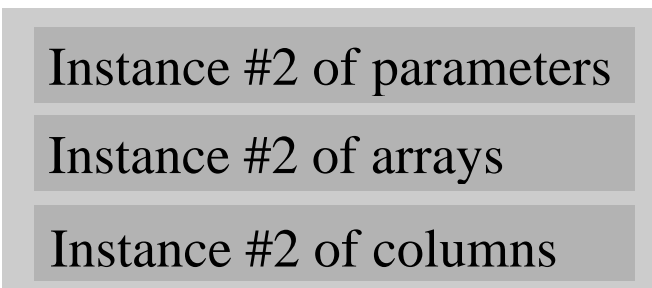 Instance #2 of parameters
Instance #2 of arrays
Instance #2 of columns